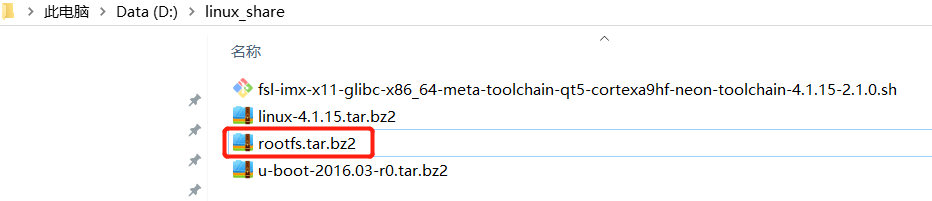 此电脑 > Data (D:) > linux_share
名称
fsl-imx-x11-glibc-x86_64-meta-toolchain-qt5-cortexa9hf-neon-toolchain-4.1.15-2.1.0.sh
linux-4.1.15.tar.bz2
rootfs.tar.bz2
u-boot-2016.03-r0.tar.bz2